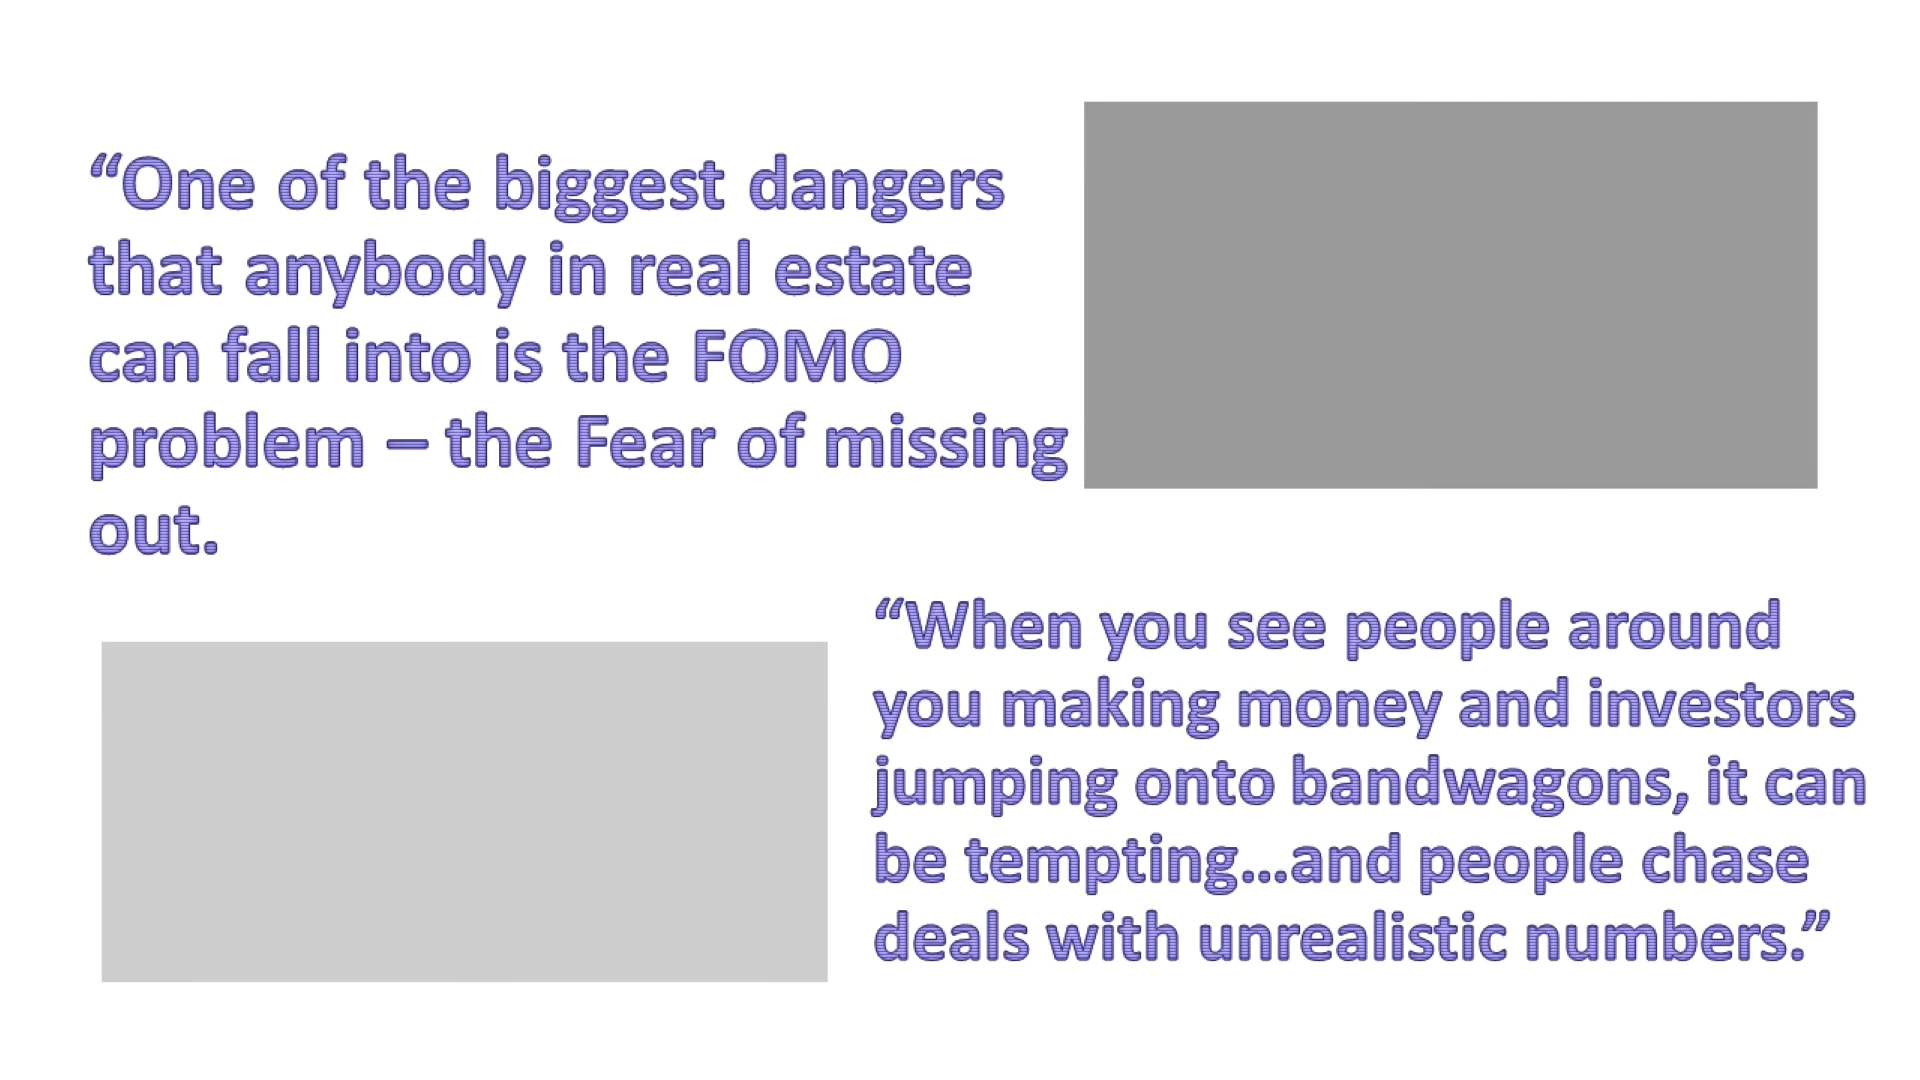 “One of the biggest dangers
that anybody in real estate
can fall into is the FOMO
problem – the Fear of missing
out.
“When you see people around
you making money and investors
jumping onto bandwagons, it can
be tempting...and people chase
deals with unrealistic numbers.”